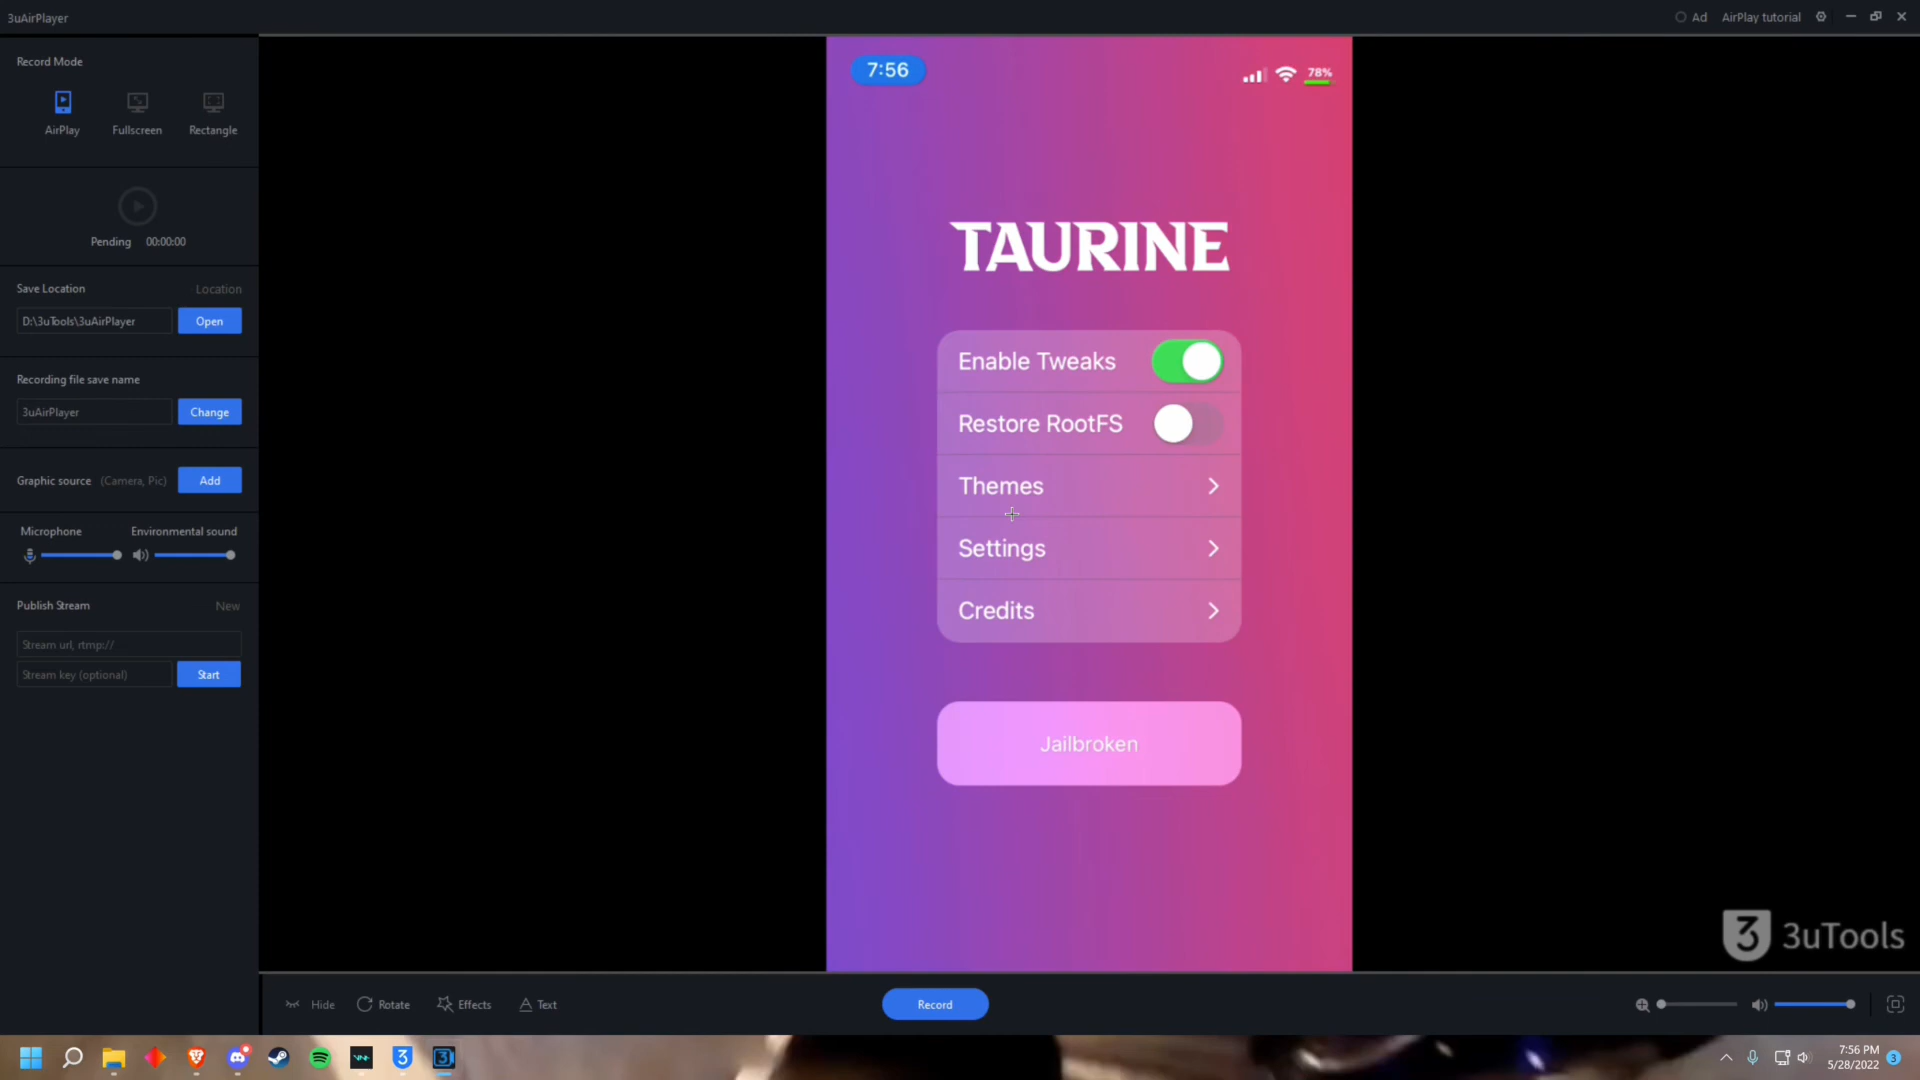 3uAirPlayer
Ad
AirPlay tutorial
Record Mode
AirPlay
Fullscreen
Rectangle
Pending 00:00:00
Save Location
Location
D:\3uTools\3uAirPlayer
Open
Recording file save name
3uAirPlayer
Change
Graphic source (Camera, Pic)
Add
Microphone
Environmental sound
Publish Stream
New
Stream url, rtmp://
Stream key (optional)
Start
7:56
78%
TAURINE
Enable Tweaks
Restore RootFS
Themes
Settings
Credits
Jailbroken
3 3uTools
Hide
Rotate
Effects
Text
Record
7:56 PM
5/28/2022
3